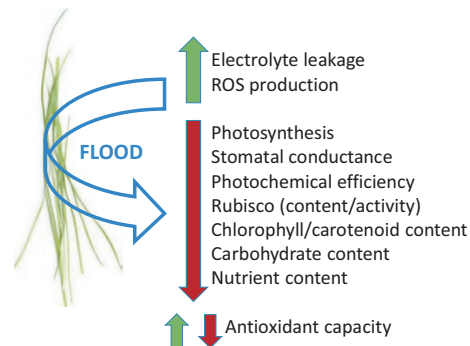 Electrolyte leakage
ROS production
FLOOD
Photosynthesis
Stomatal conductance
Photochemical efficiency
Rubisco (content/activity)
Chlorophyll/carotenoid content
Carbohydrate content
Nutrient content
Antioxidant capacity